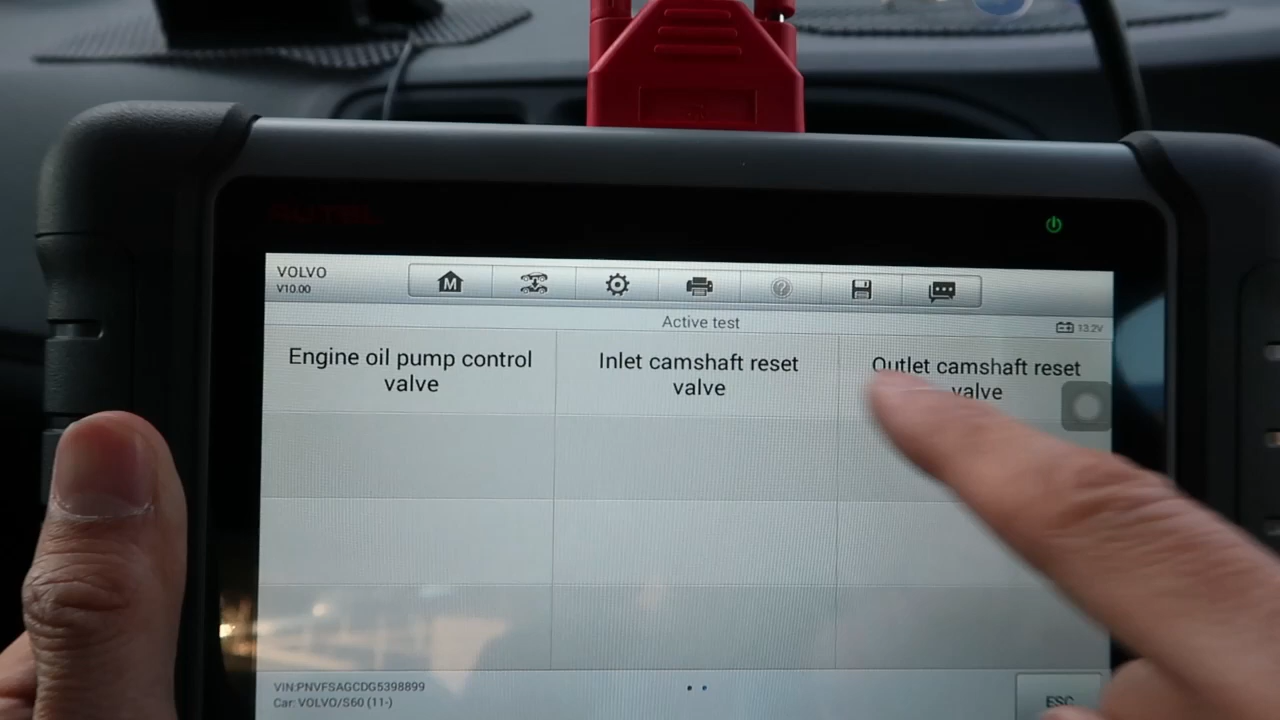 AUTEL
VOLVO
V10.00
M
Active test
13.2V
Engine oil pump control
valve
Inlet camshaft reset
valve
Outlet camshaft reset
valve
VIN:PNVFSAGCDG5398899
Car: VOLVO/S60 (11-)
ESC